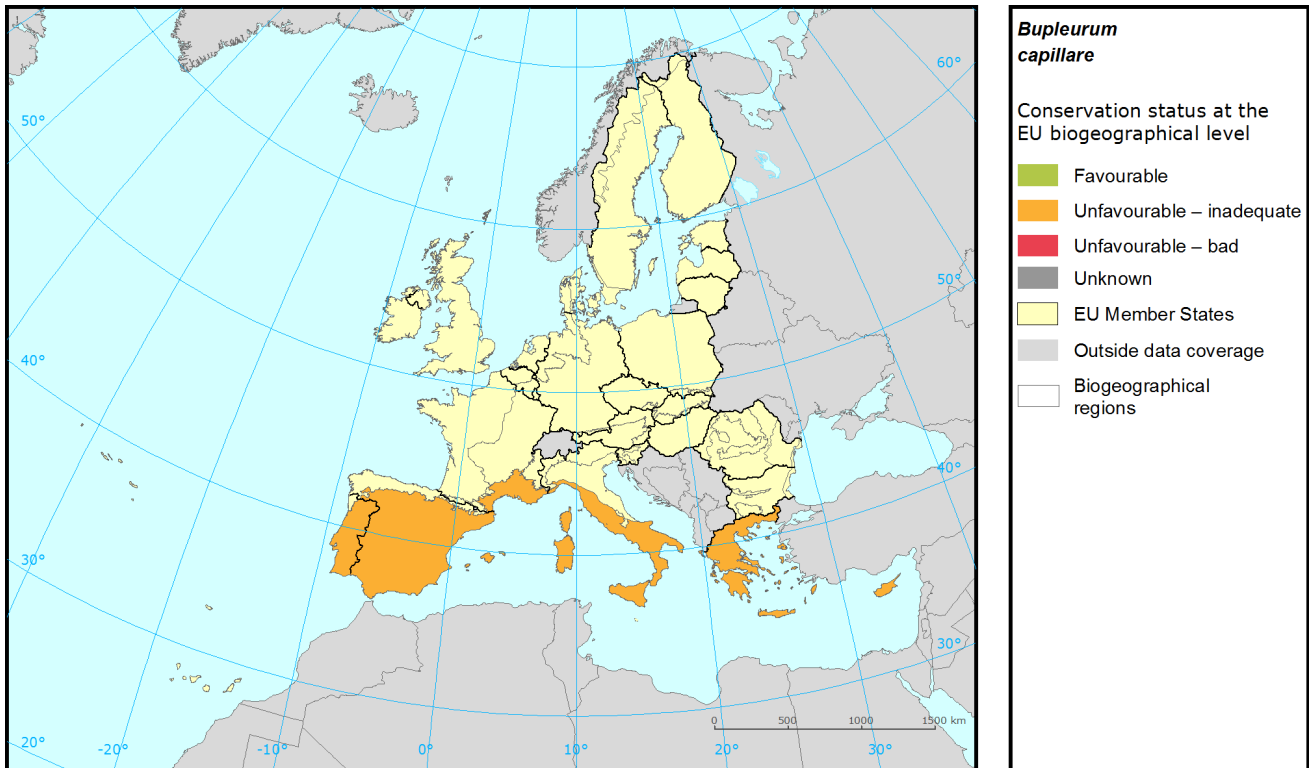 60°
50°
50°
40°
40°
30°
30°
20°
-20°
-10°
0°
10°
20°
30°
0 500 1000 1500 km
Bupleurum
capillare
Conservation status at the
EU biogeographical level
Favourable
Unfavourable – inadequate
Unfavourable – bad
Unknown
EU Member States
Outside data coverage
Biogeographical
regions